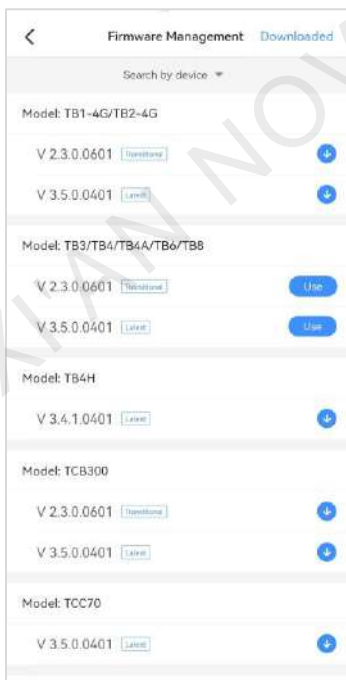 Firmware Management Downloaded
Search by device
Model: TB1-4G/TB2-4G
V 2.3.0.0601 Transitional
V 3.5.0.0401 Latest
Model: TB3/TB4/TB4A/TB6/TB8
V 2.3.0.0601 Transitional Use
V 3.5.0.0401 Latest Use
Model: TB4H
V 3.4.1.0401 Latest
Model: TCB300
V 2.3.0.0601 Transitional
V 3.5.0.0401 Latest
Model: TCC70
V 3.5.0.0401 Latest
XI'AN NOV